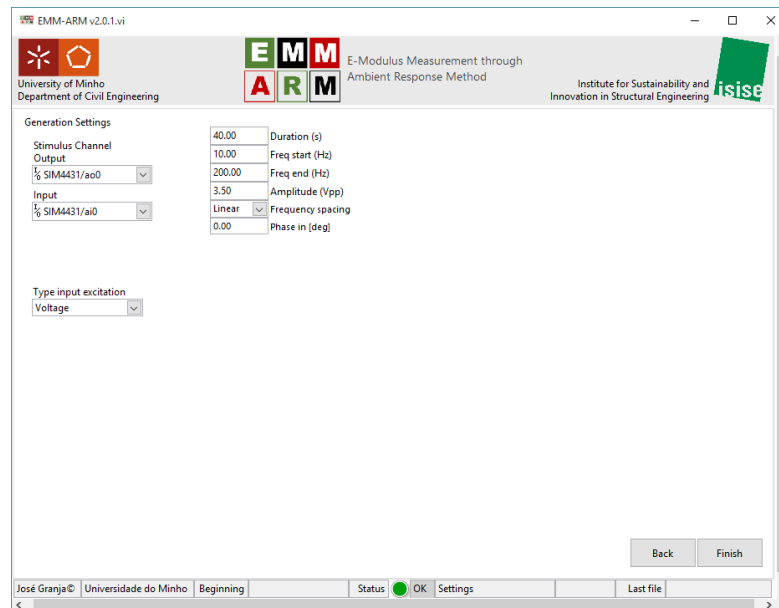 EMM-ARM v2.0.1.vi
University of Minho
Department of Civil Engineering
EMM
ARM
E-Modulus Measurement through
Ambient Response Method
Institute for Sustainability and
Innovation in Structural Engineering
isise
Generation Settings
Stimulus Channel
Output
I/O SIM4431/ao0
Input
I/O SIM4431/ai0
40.00 Duration (s)
10.00 Freq start (Hz)
200.00 Freq end (Hz)
3.50 Amplitude (Vpp)
Linear Frequency spacing
0.00 Phase in [deg]
Type input excitation
Voltage
Back Finish
José Granja© Universidade do Minho Beginning Status OK Settings Last file